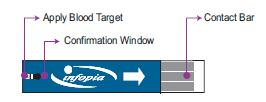 Apply Blood Target
Contact Bar
Confirmation Window
infopia